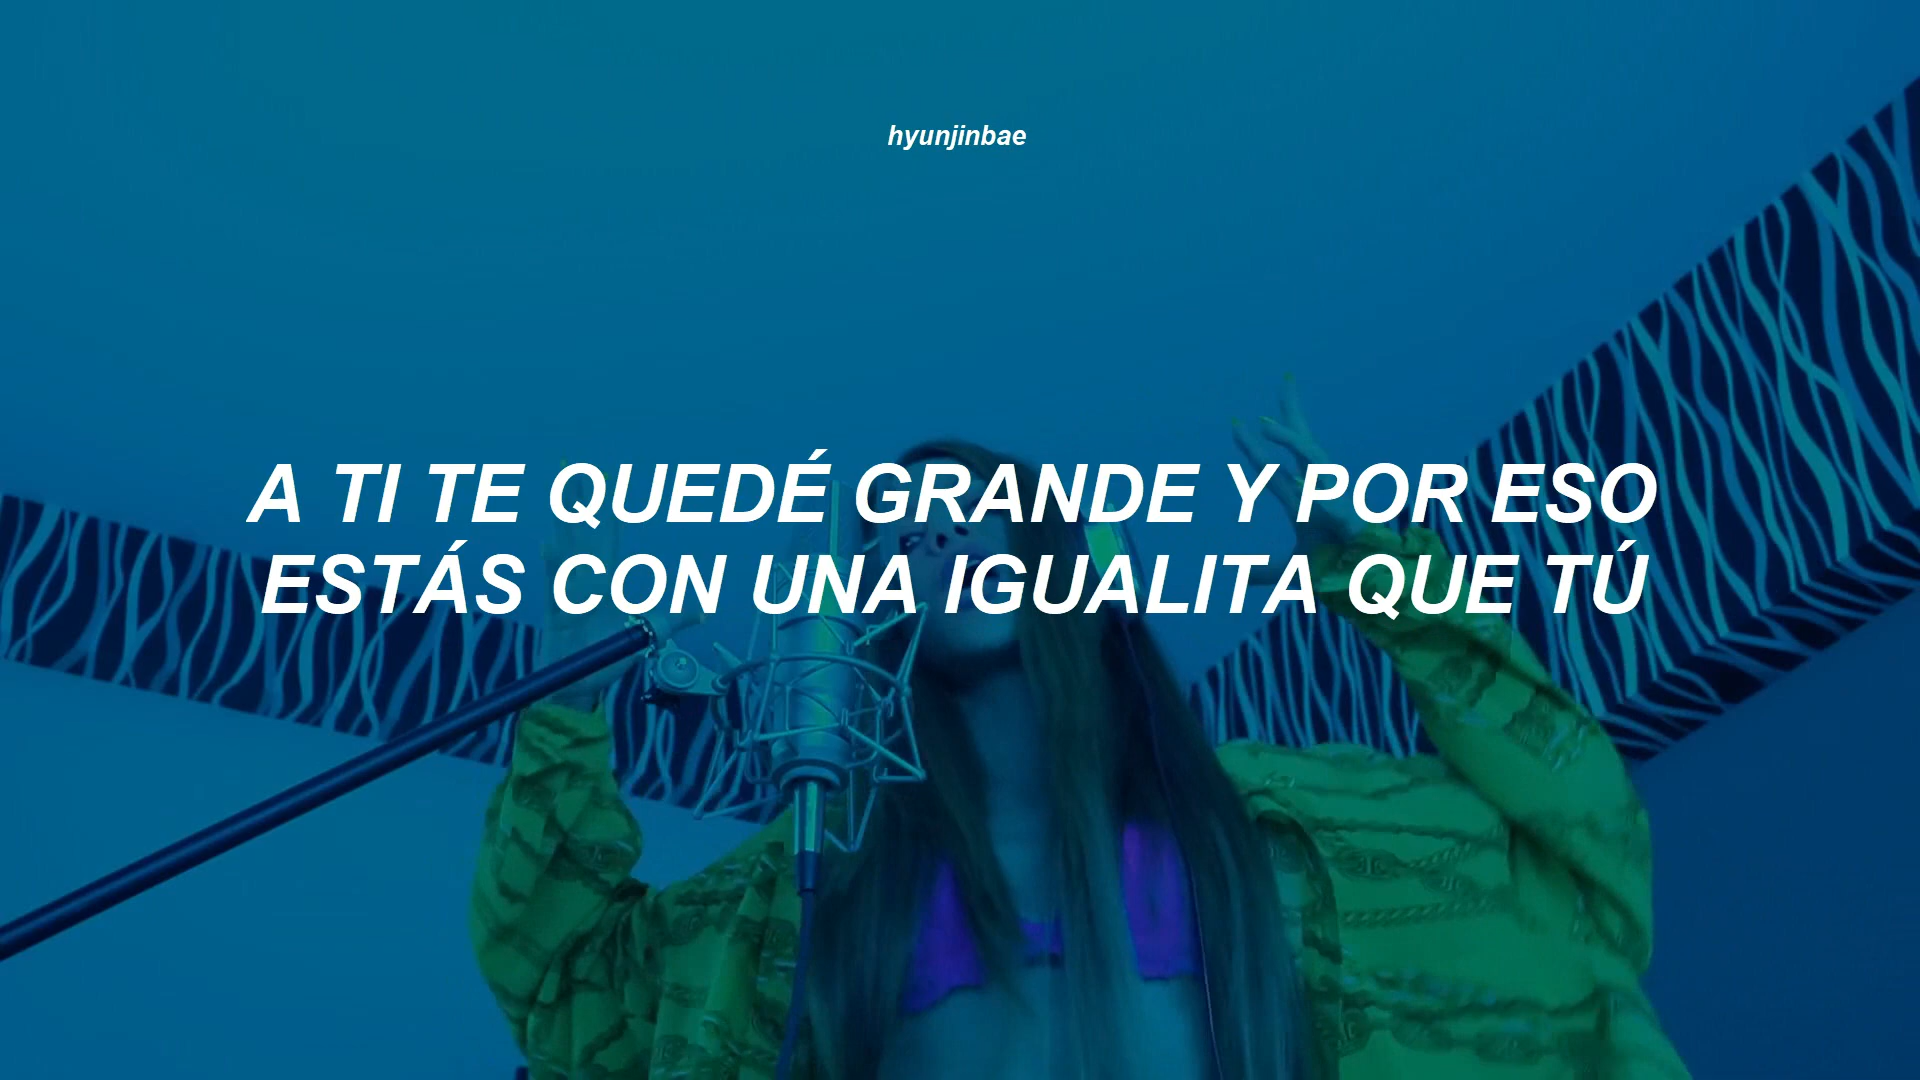 hyunjinbae
A TI TE QUEDÉ GRANDE Y POR ESO
ESTÁS CON UNA IGUALITA QUE TÚ